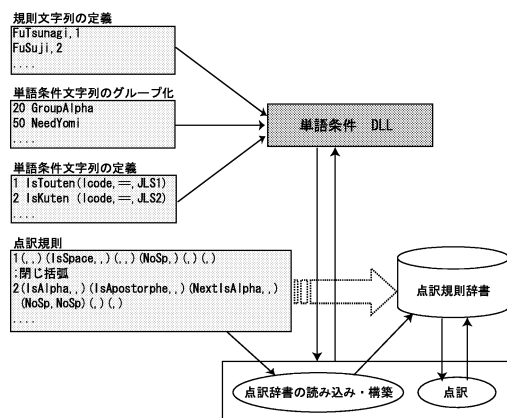 規則文字列の定義
FuTsunagi,1
FuSuji,2
....
単語条件文字列のグループ化
20 GroupAlpha
50 NeedYomi
....
単語条件 DLL
単語条件文字列の定義
1 IsTouten(Icode,==,JLS1)
2 IsKuten (Icode,==,JLS2)
....
点訳規則
1(,,)(IsSpace,,)(,,)(NoSp,)(,)(,)
:閉じ括弧
2(IsAlpha,,)(IsApostorphe,,)(NextIsAlpha,,)
(NoSp,NoSp)(,)(,)
....
点訳規則辞書
点訳辞書の読み込み・構築
点訳